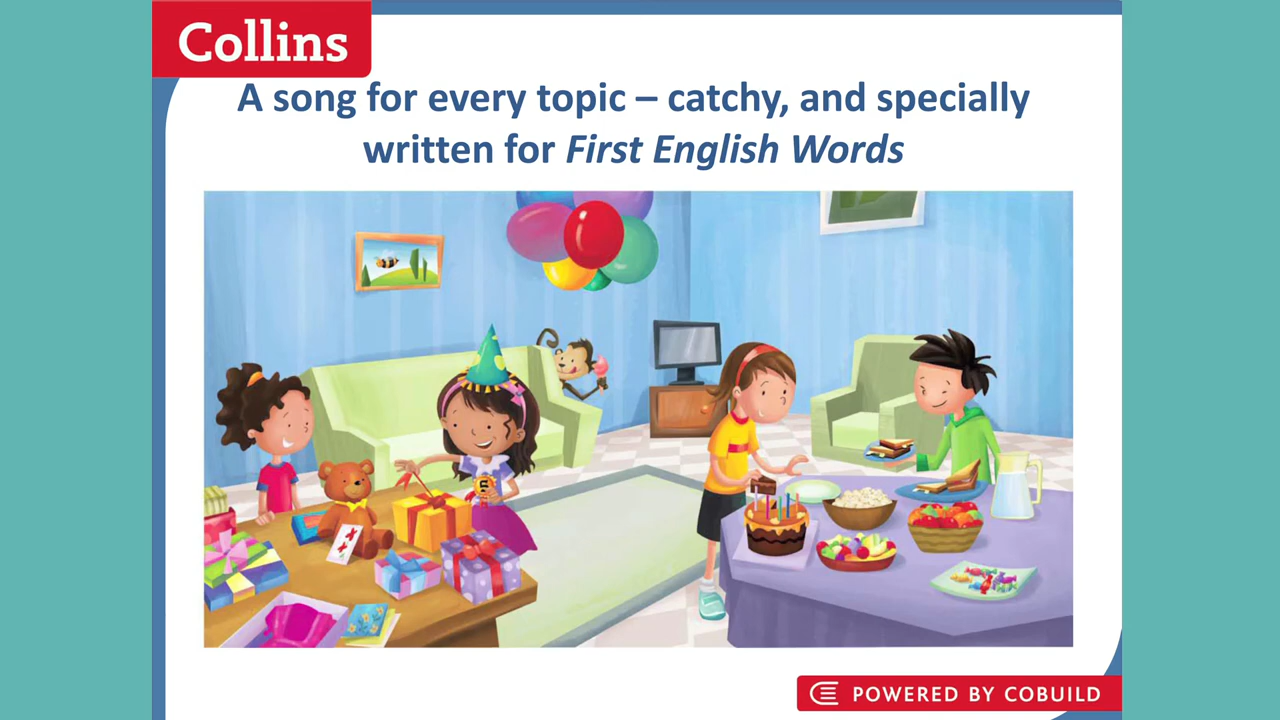 Collins
A song for every topic – catchy, and specially
written for First English Words
POWERED BY COBUILD